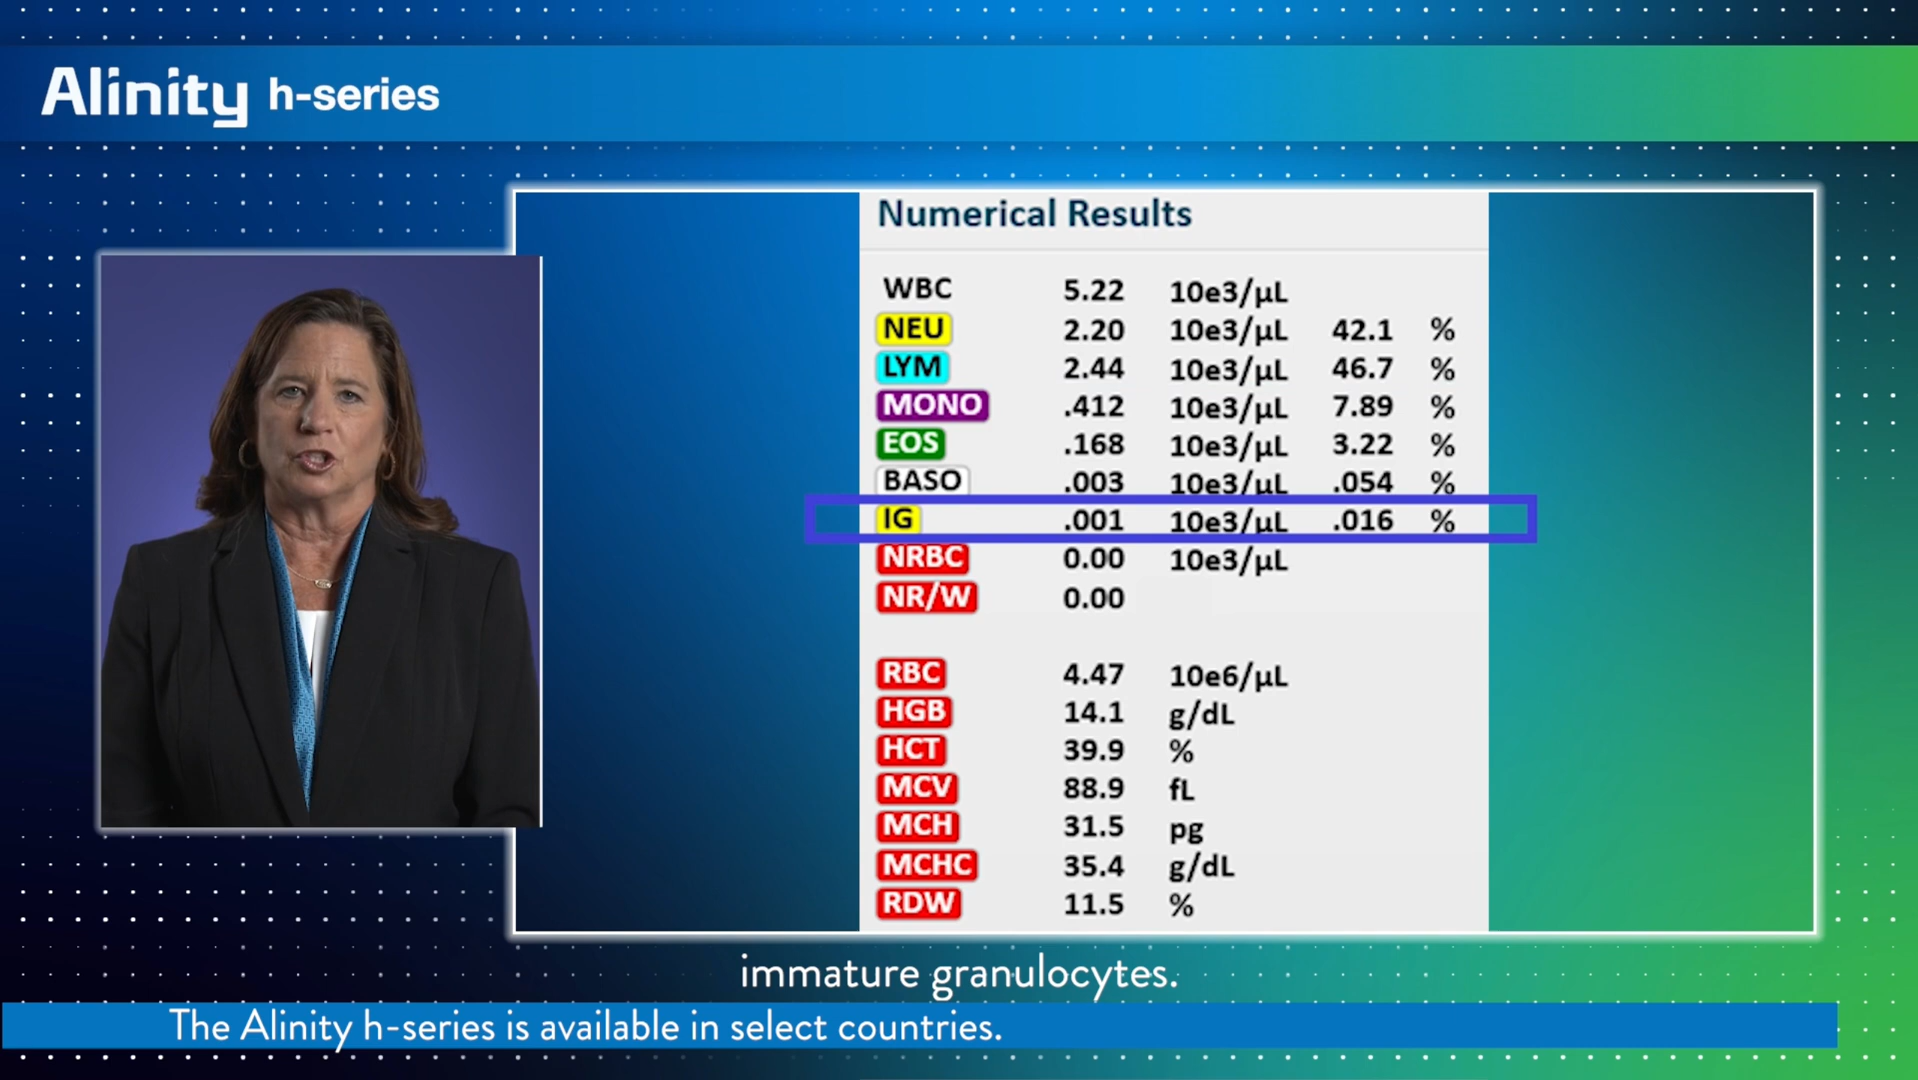 Alinity h-series
Numerical Results
WBC 5.22 10e3/µL
NEU 2.20 10e3/µL 42.1 %
LYM 2.44 10e3/µL 46.7 %
MONO .412 10e3/µL 7.89 %
EOS .168 10e3/µL 3.22 %
BASO .003 10e3/µL .054 %
IG .001 10e3/µL .016 %
NRBC 0.00 10e3/µL
NR/W 0.00
RBC 4.47 10e6/µL
HGB 14.1 g/dL
HCT 39.9 %
MCV 88.9 fL
MCH 31.5 pg
MCHC 35.4 g/dL
RDW 11.5 %
immature granulocytes.
The Alinity h-series is available in select countries.